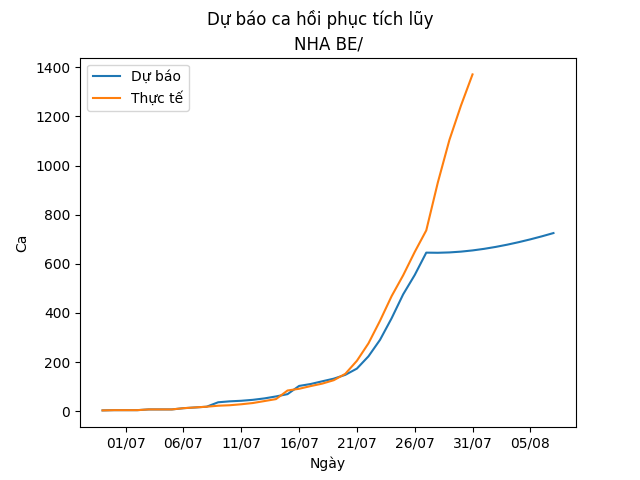 Dự báo ca hồi phục tích lũy
NHA BE/
Dự báo
Thực tế
1400
1200
1000
800
600
400
200
0
Ca
01/07 06/07 11/07 16/07 21/07 26/07 31/07 05/08
Ngày